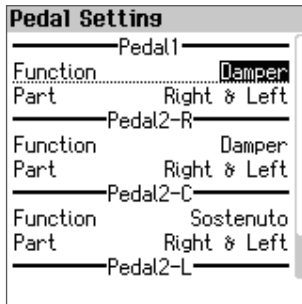 Pedal Setting
Pedal1
Function Damper
Part Right & Left
Pedal2-R
Function Damper
Part Right & Left
Pedal2-C
Function Sostenuto
Part Right & Left
Pedal2-L